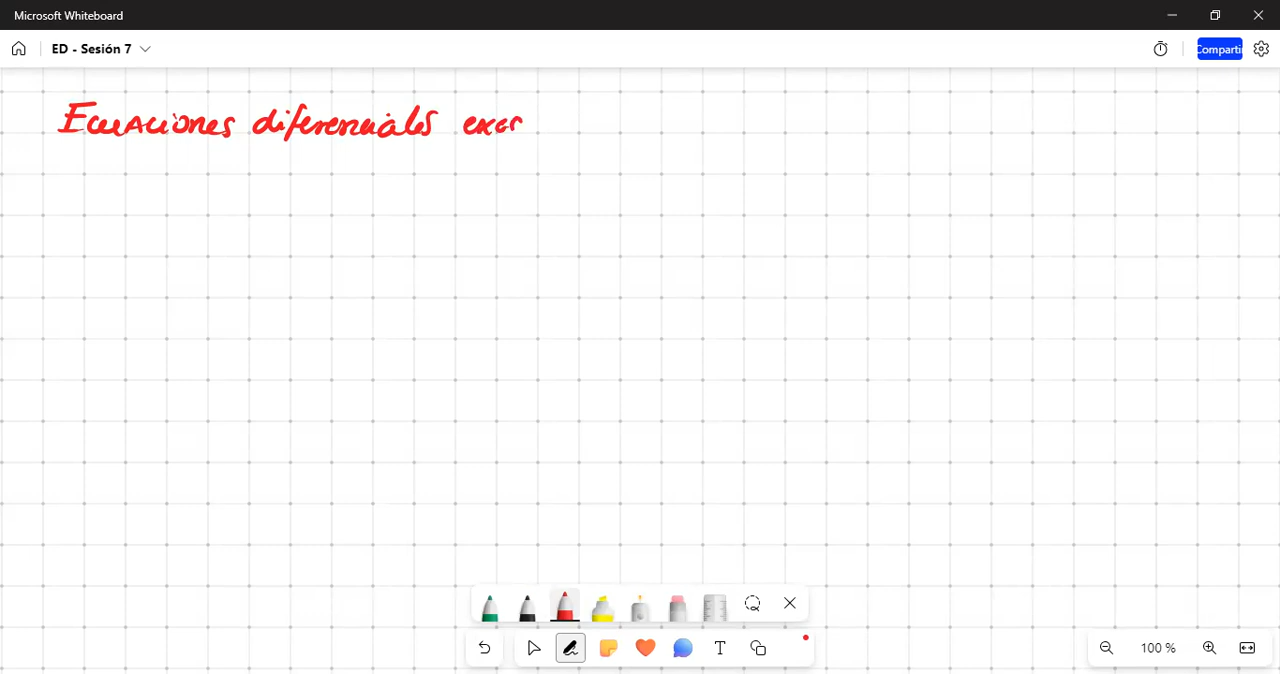 Microsoft Whiteboard
ED - Sesión 7
Comparti
Ecuaciones diferenciales exac
100 %